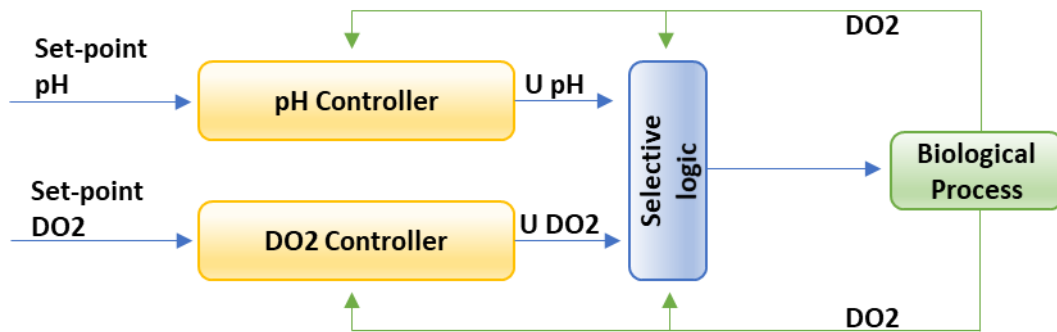 DO2
Set-point
pH
pH Controller
U pH
Selective
logic
Biological
Process
Set-point
DO2
DO2 Controller
U DO2
DO2